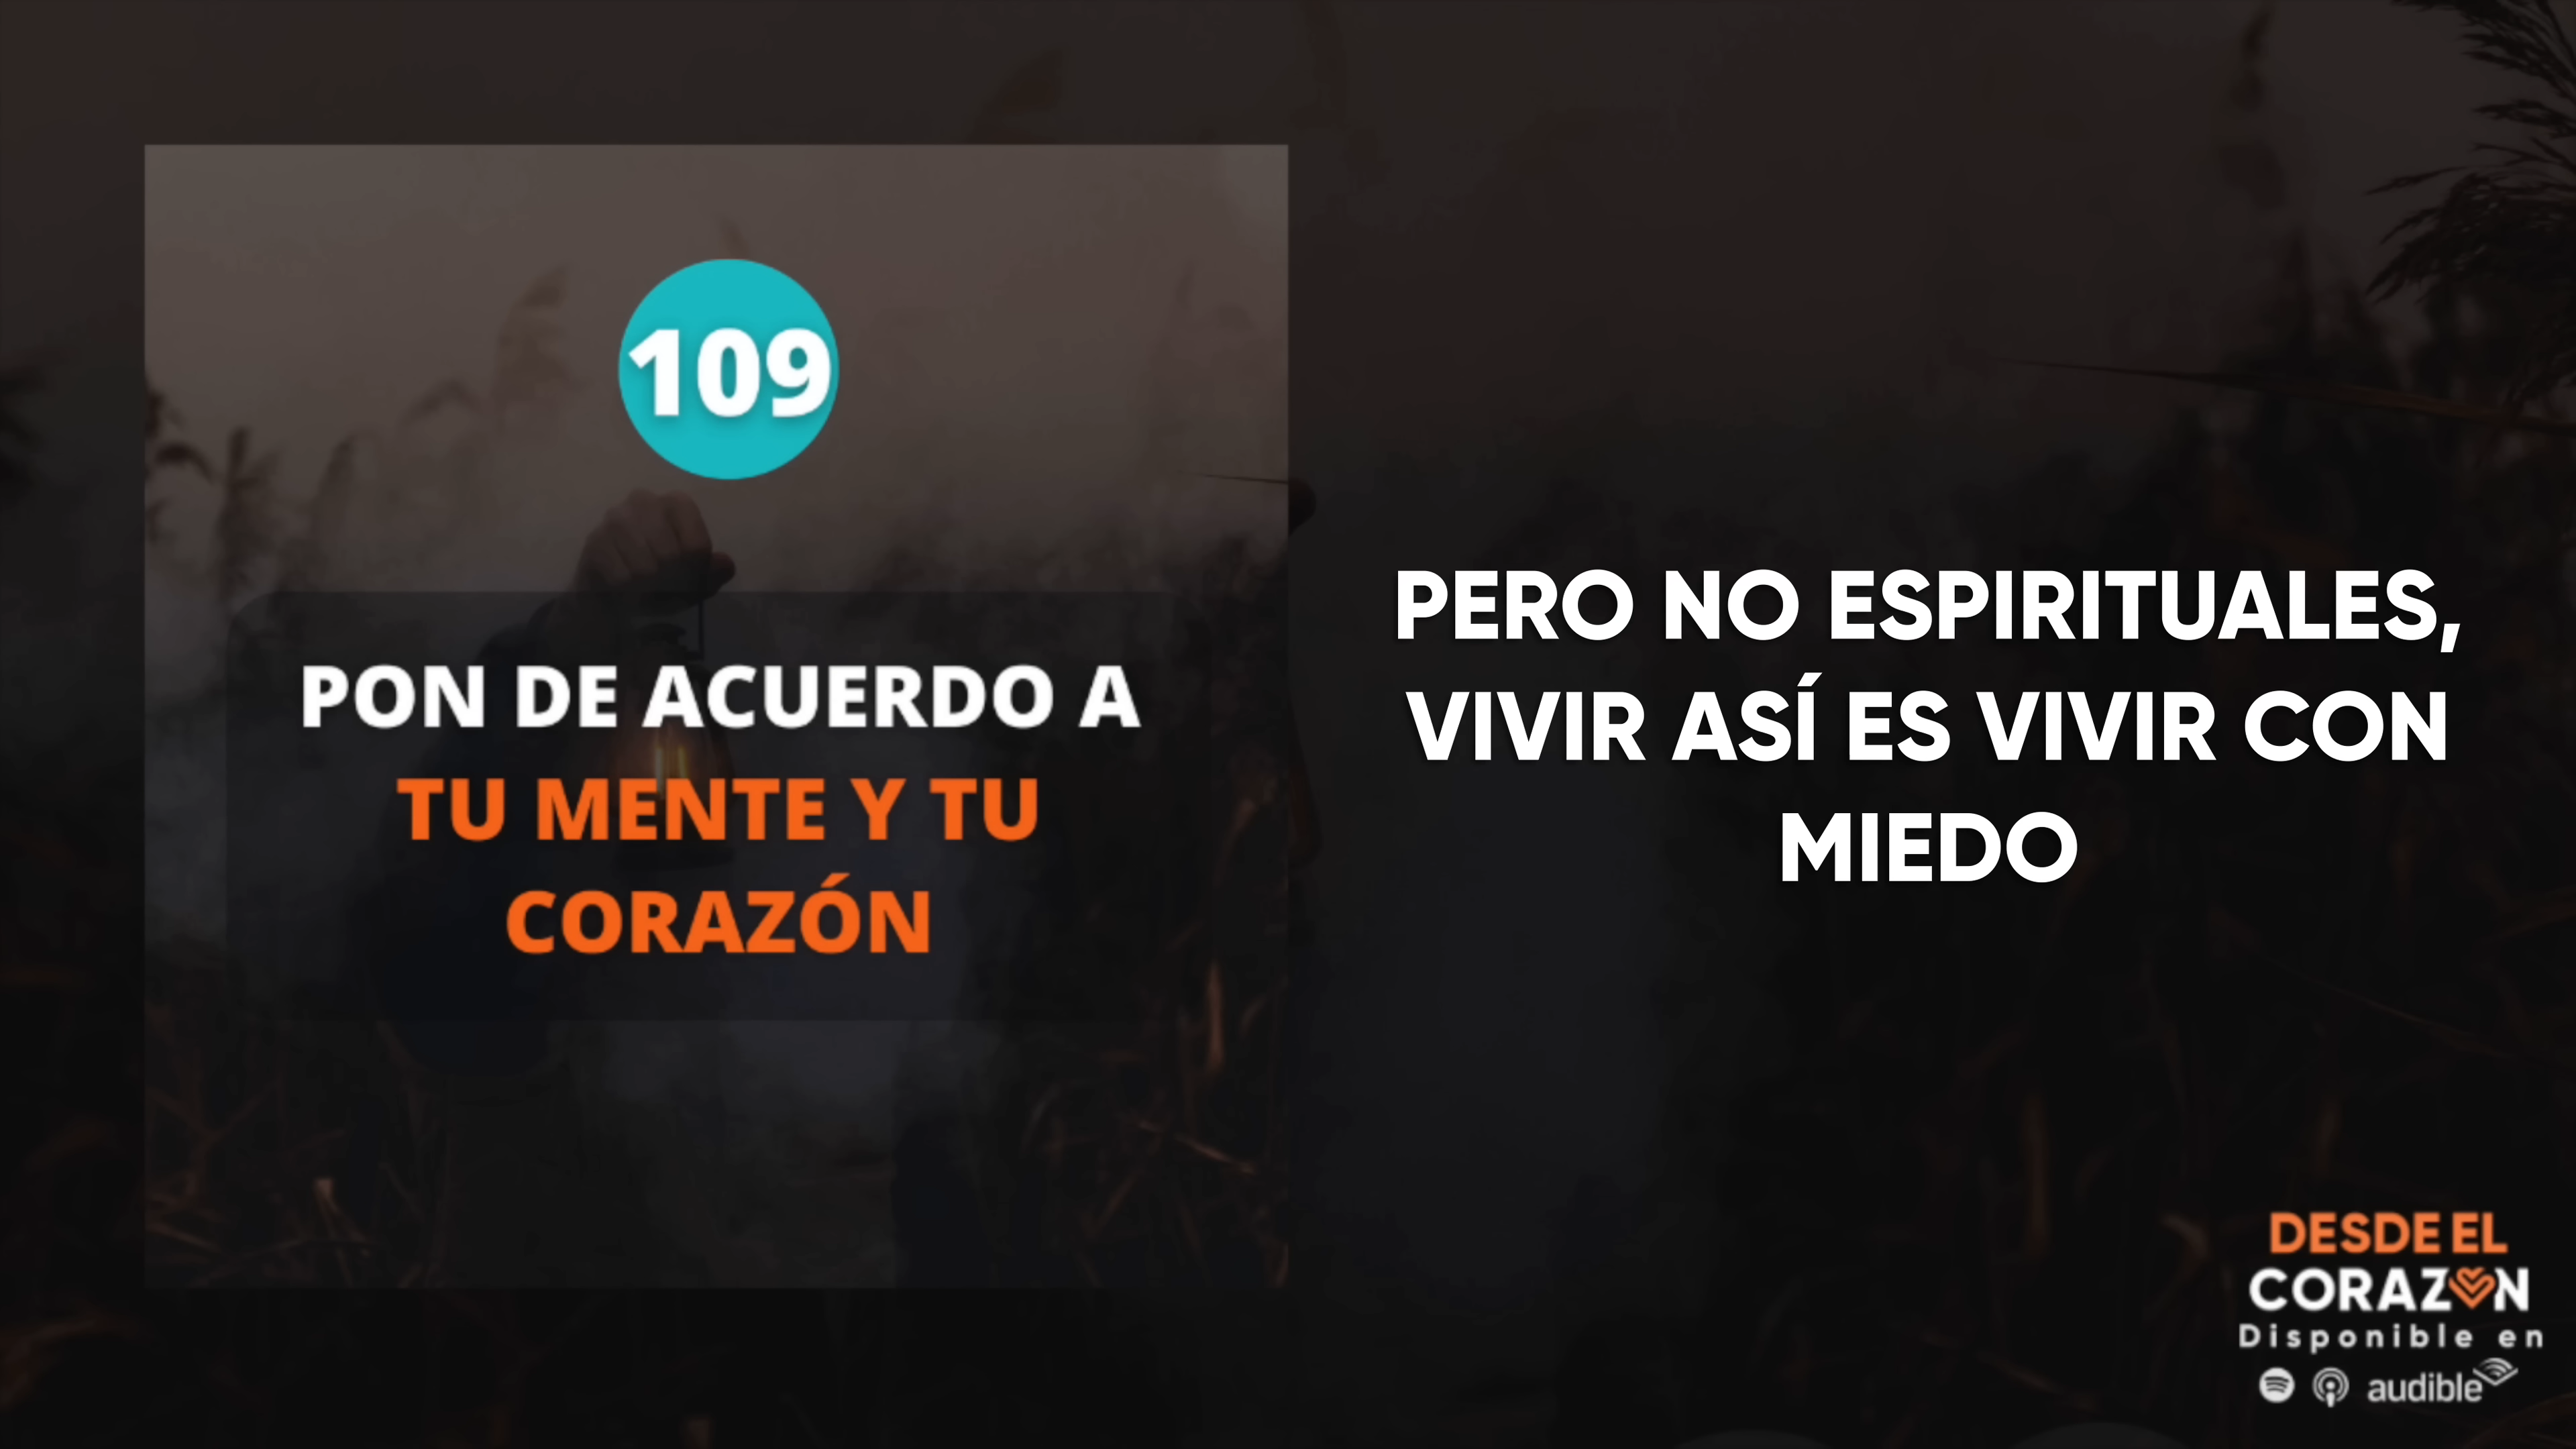 109
PON DE ACUERDO A
TU MENTE Y TU
CORAZÓN
PERO NO ESPIRITUALES,
VIVIR ASÍ ES VIVIR CON
MIEDO
DESDE EL
CORAZÓN
Disponible en
audible